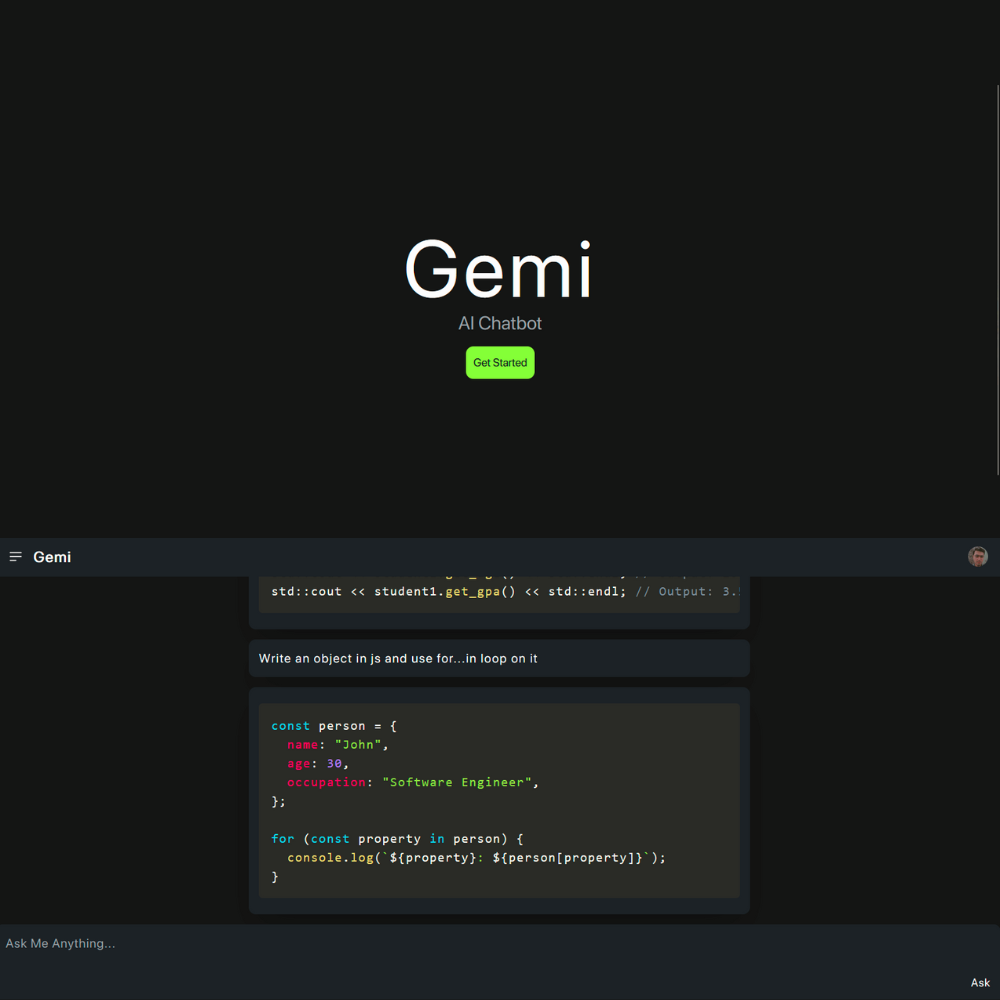 Gemi
AI Chatbot
Get Started
Gemi
std::cout << student1.get_gpa() << std::endl; // Output: 3.
Write an object in js and use for...in loop on it
const person = {
  name: "John",
  age: 30,
  occupation: "Software Engineer",
};
for (const property in person) {
  console.log(`${property}: ${person[property]}`);
}
Ask Me Anything...
Ask